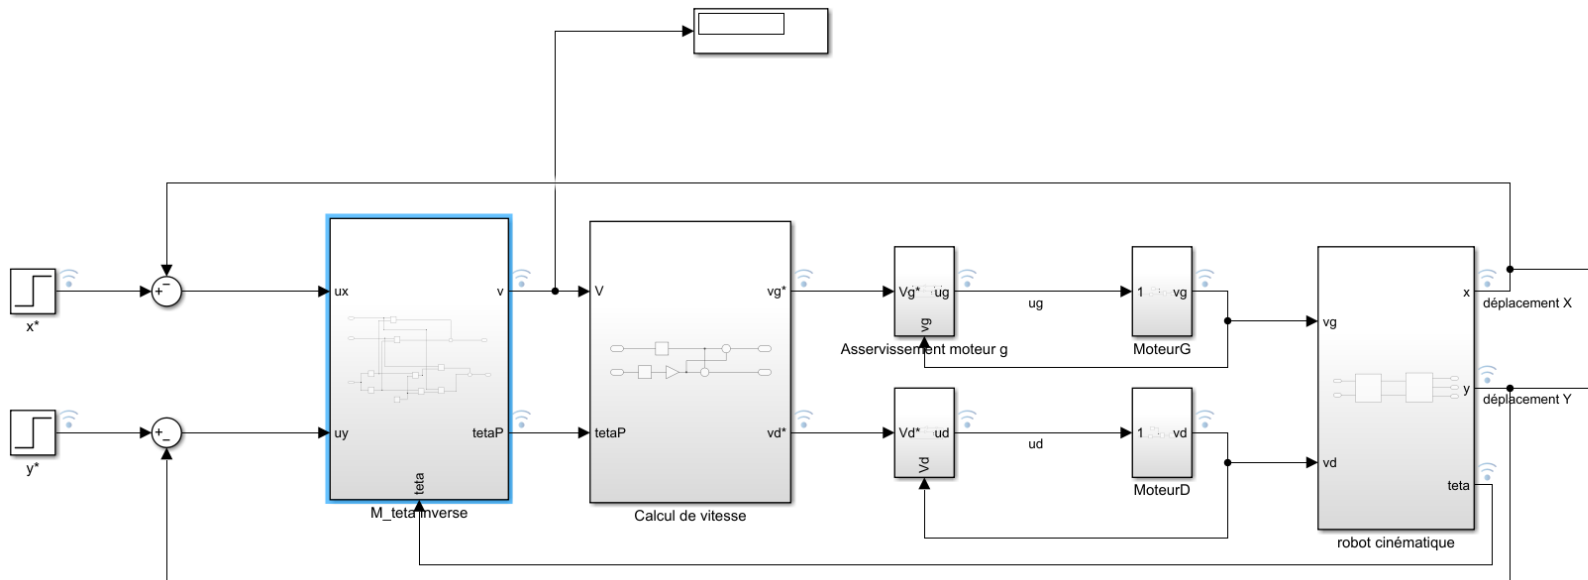 x*
y*
ux
uy
teta
v
tetaP
M_teta inverse
V
tetaP
vg*
vd*
Calcul de vitesse
Vg*
ug
vg
Asservissement moteur g
ug
1
vg
MoteurG
Vd*
ud
Vd
ud
1
vd
MoteurD
vg
vd
x
y
teta
robot cinématique
déplacement X
déplacement Y